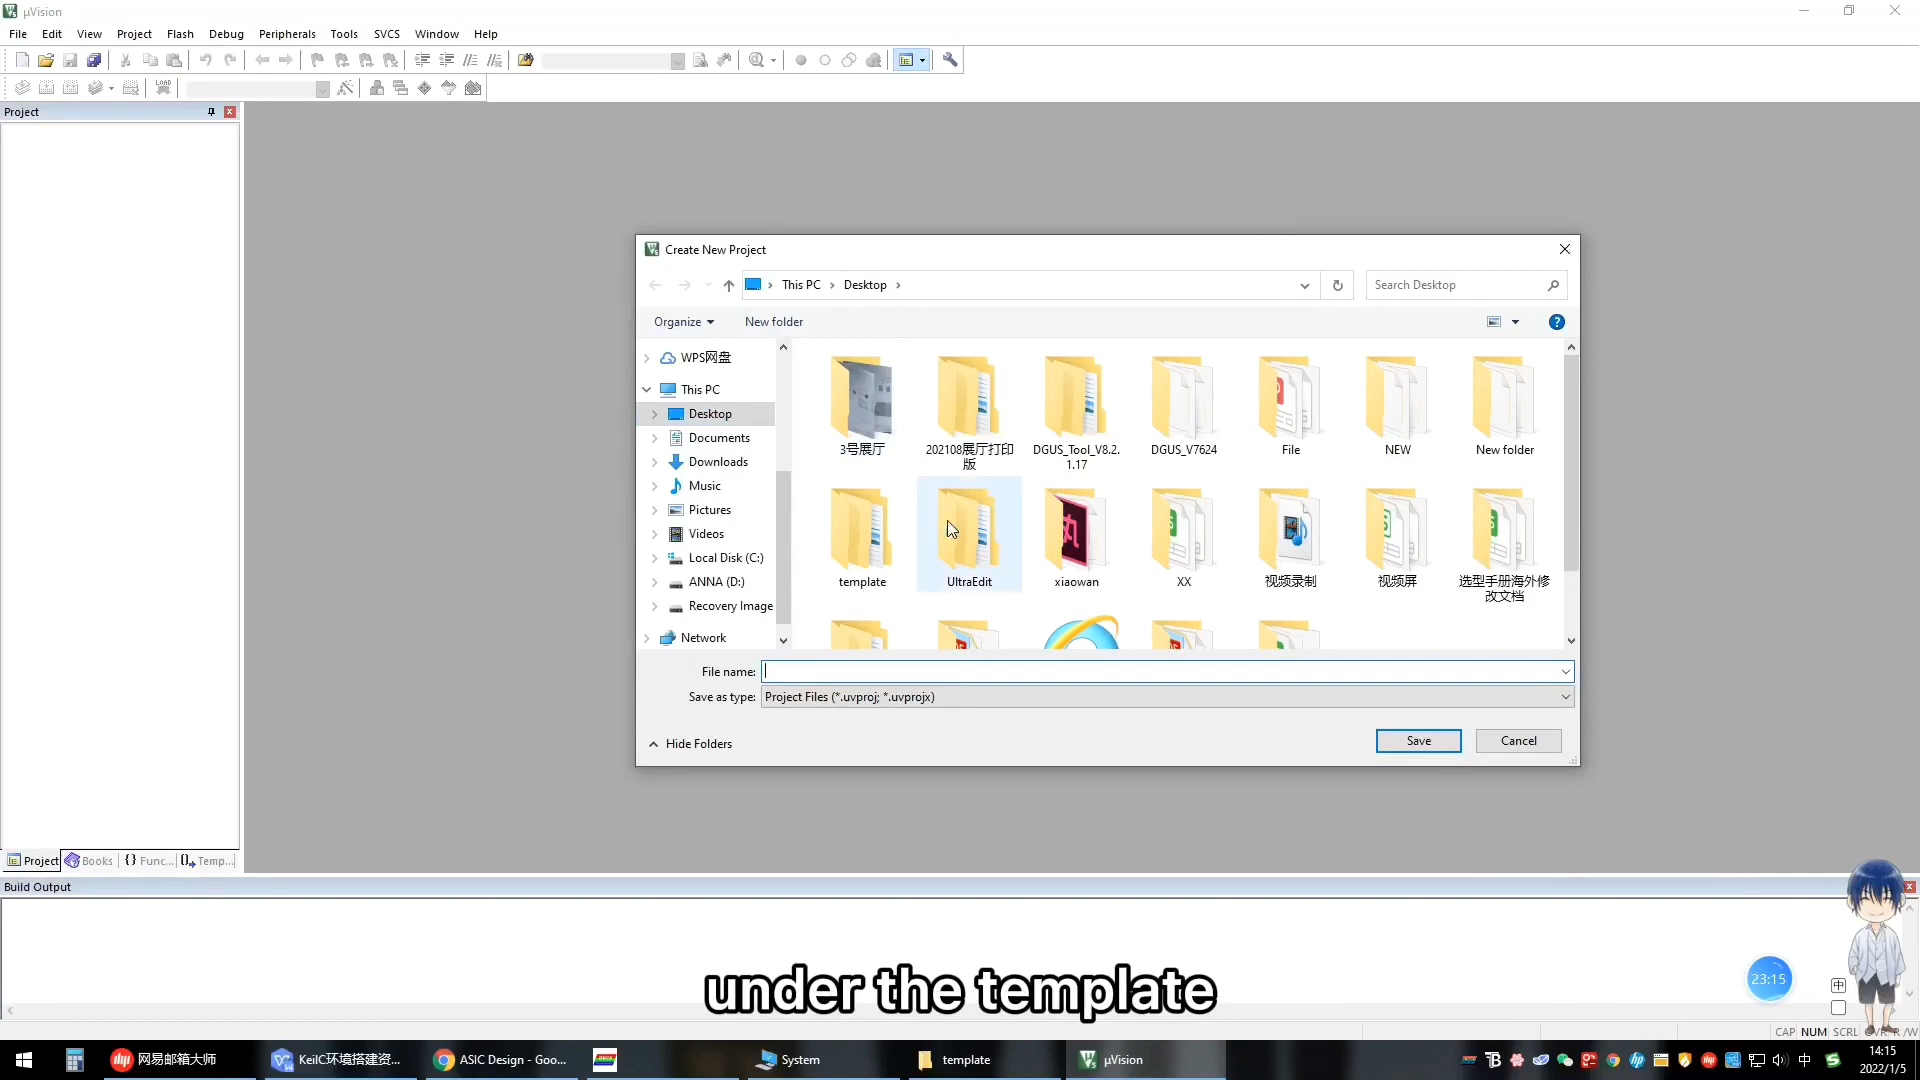 µVision
File Edit View Project Flash Debug Peripherals Tools SVCS Window Help
LOAD
Project
Create New Project
This PC Desktop
Search Desktop
Organize New folder
WPS网盘
This PC
Desktop
Documents
Downloads
Music
Pictures
Videos
Local Disk (C:)
ANNA (D:)
Recovery Image
Network
3号展厅
202108展厅打印
版
DGUS_Tool_V8.2.
1.17
DGUS_V7624
File
NEW
New folder
template
UltraEdit
xiaowan
XX
视频录制
视频屏
选型手册海外修
改文档
File name:
Save as type: Project Files (*.uvproj; *.uvprojx)
Hide Folders
Save Cancel
Project Books {} Func... Temp...
Build Output
under the template
23:15
中
CAP NUM SCRL OVR R/W
网易邮箱大师 KeilC环境搭建资... ASIC Design - Goo... System template µVision
中
14:15
2022/1/5